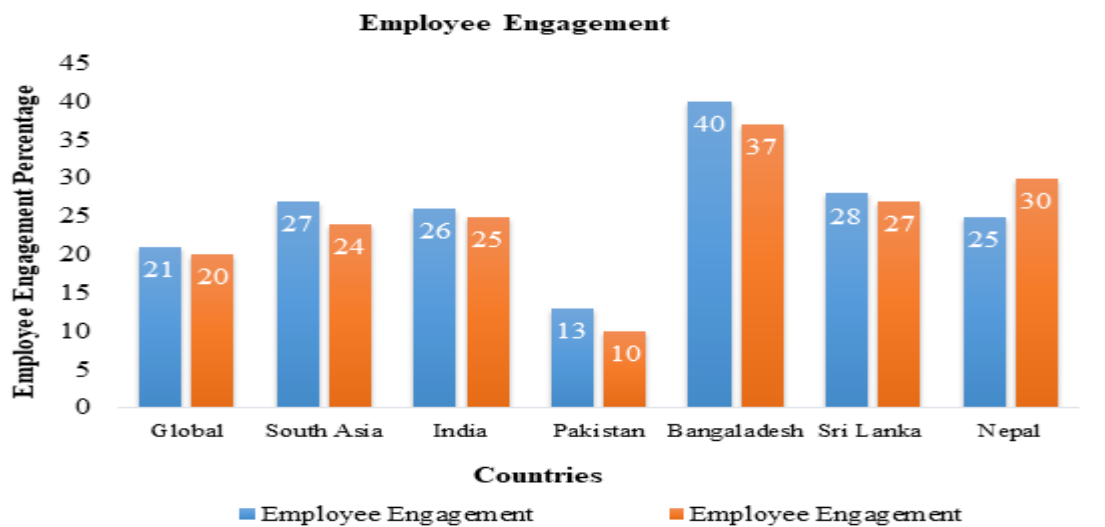 Employee Engagement
Employee Engagement Percentage
45
40
35
30
25
20
15
10
5
0
21 20 27 24 26 25 13 10 40 37 28 27 25 30
Global South Asia India Pakistan Bangaladesh Sri Lanka Nepal
Countries
Employee Engagement Employee Engagement